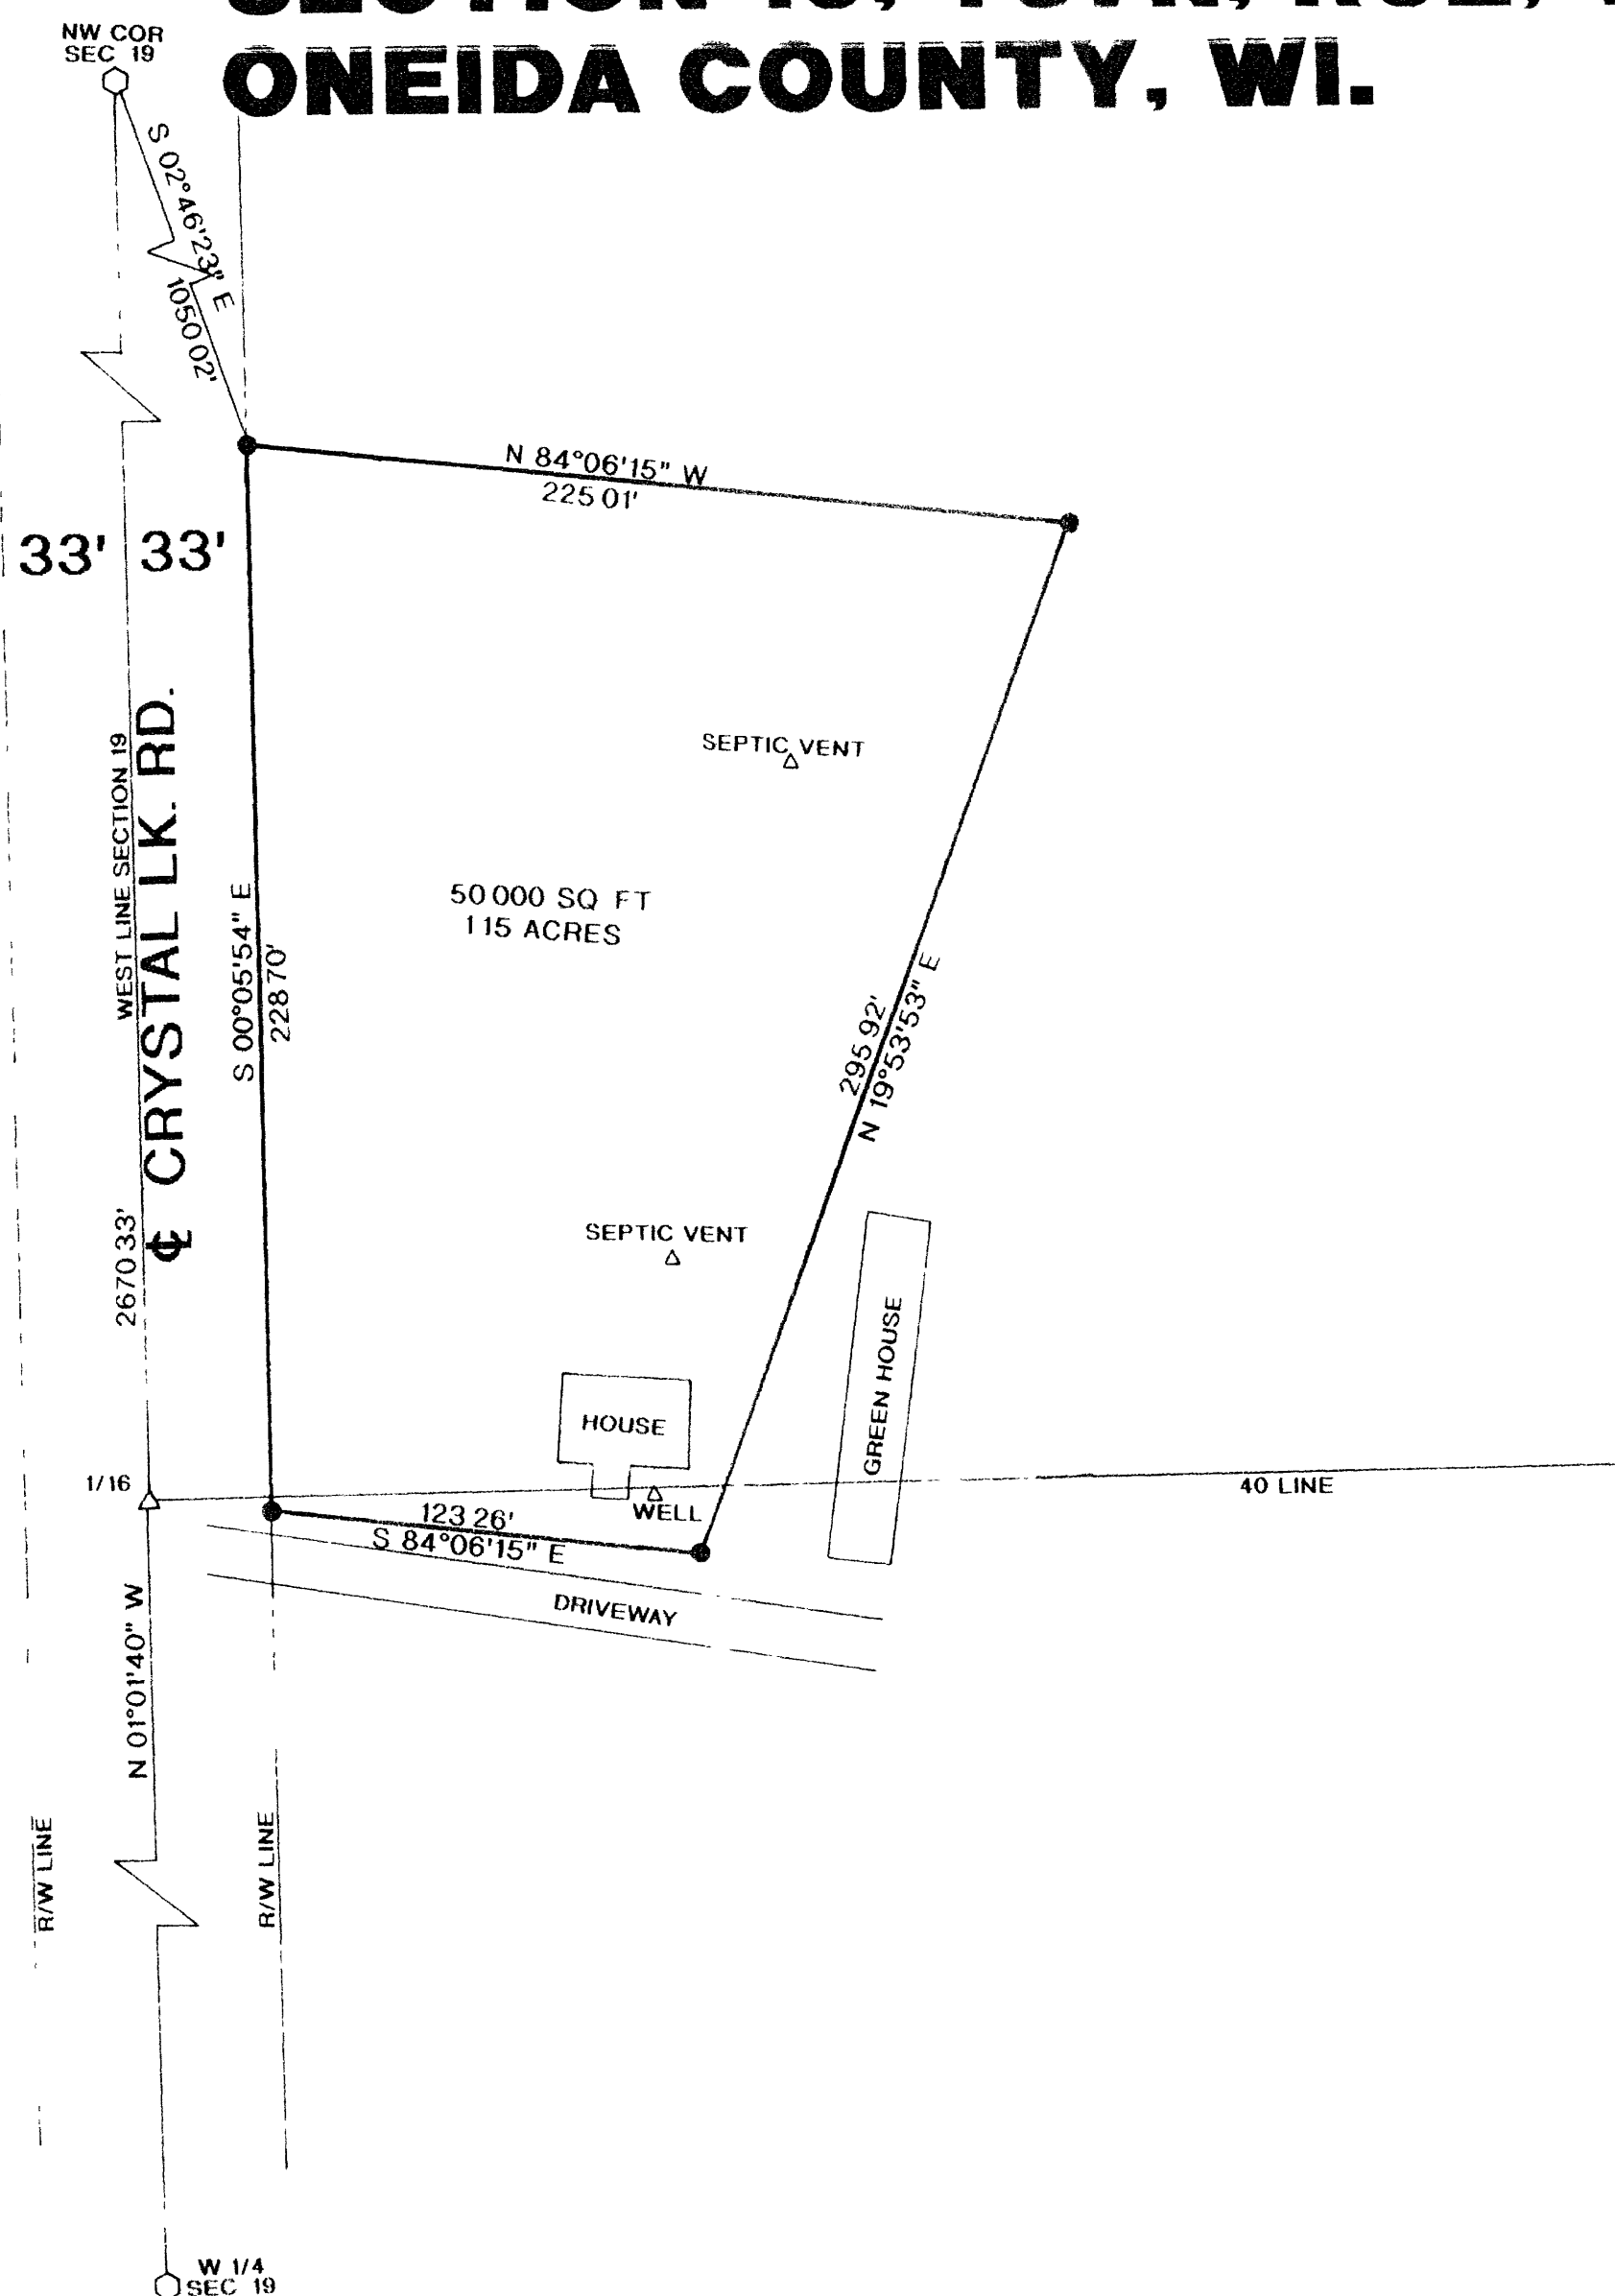 ONEIDA COUNTY, WI.
NW COR
SEC 19
S 02°46'23" E
1050 02'
N 84°06'15" W
225 01'
33' 33'
SEPTIC VENT
WEST LINE SECTION 19
℄ CRYSTAL LK. RD.
50 000 SQ FT
1 15 ACRES
S 00°05'54" E
228 70'
295 92'
N 19°53'53" E
2670 33'
SEPTIC VENT
GREEN HOUSE
HOUSE
1/16
WELL
40 LINE
123 26'
S 84°06'15" E
DRIVEWAY
N 01°01'40" W
R/W LINE
R/W LINE
W 1/4
SEC 19